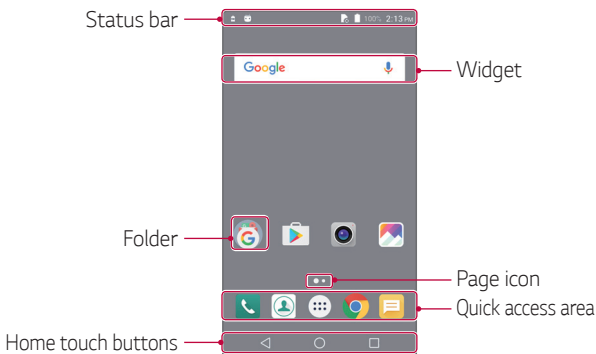 Status bar
100% 2:13 PM
Google
Widget
Folder
Page icon
Quick access area
Home touch buttons